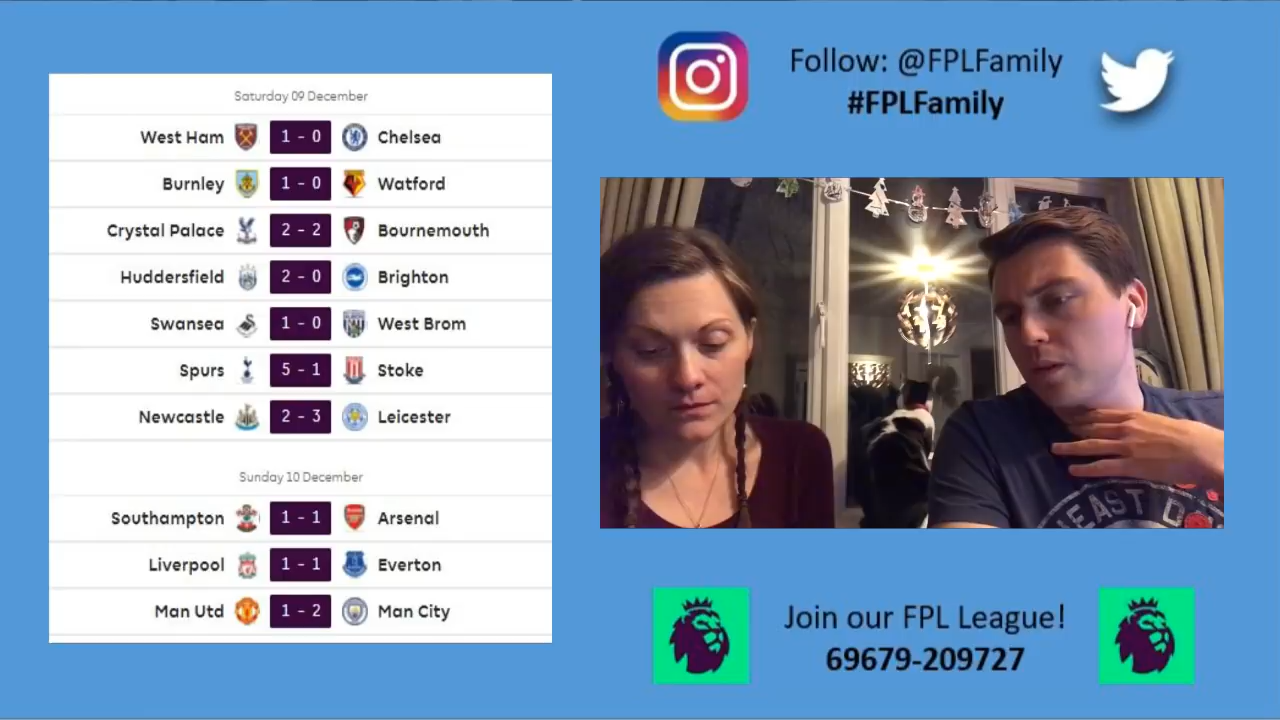 Saturday 09 December
West Ham 1 - 0 Chelsea
Burnley 1 - 0 Watford
Crystal Palace 2 - 2 Bournemouth
Huddersfield 2 - 0 Brighton
Swansea 1 - 0 West Brom
Spurs 5 - 1 Stoke
Newcastle 2 - 3 Leicester
Sunday 10 December
Southampton 1 - 1 Arsenal
Liverpool 1 - 1 Everton
Man Utd 1 - 2 Man City
Follow: @FPLFamily
#FPLFamily
EAST
Join our FPL League!
69679-209727